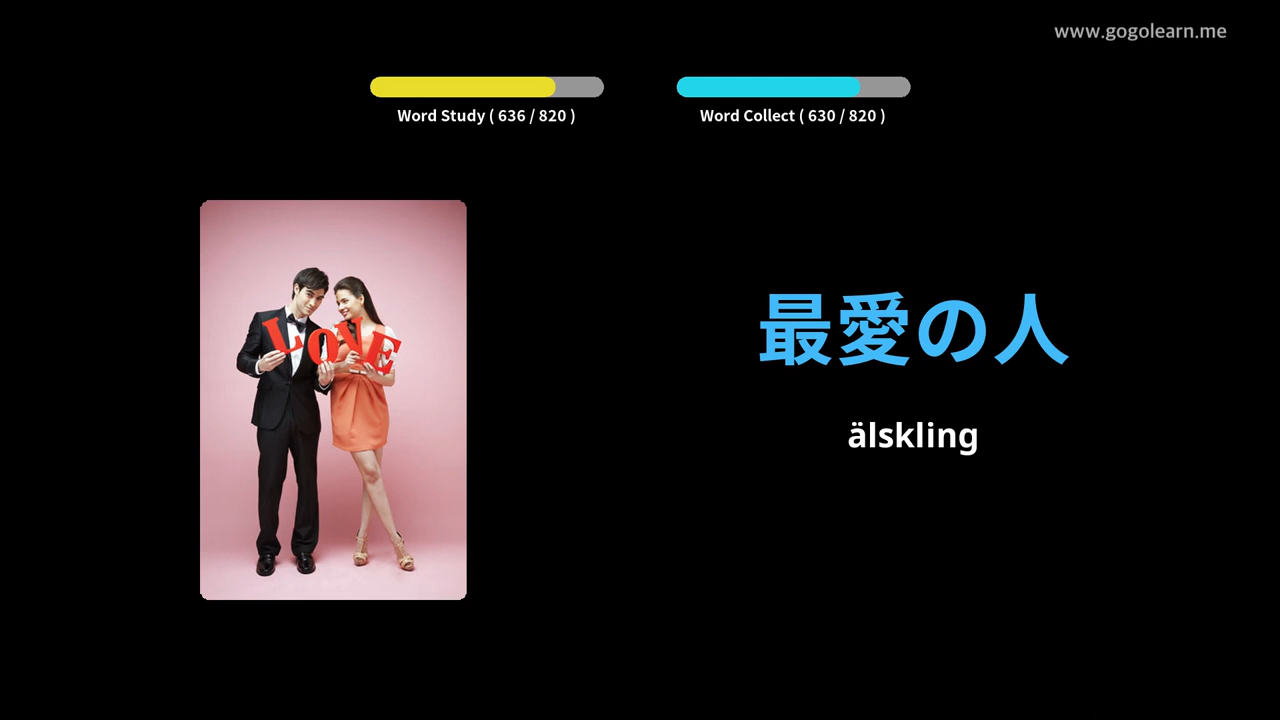 www.gogolearn.me
Word Study ( 636 / 820 )
Word Collect ( 630 / 820 )
LOVE
最愛の人
älskling